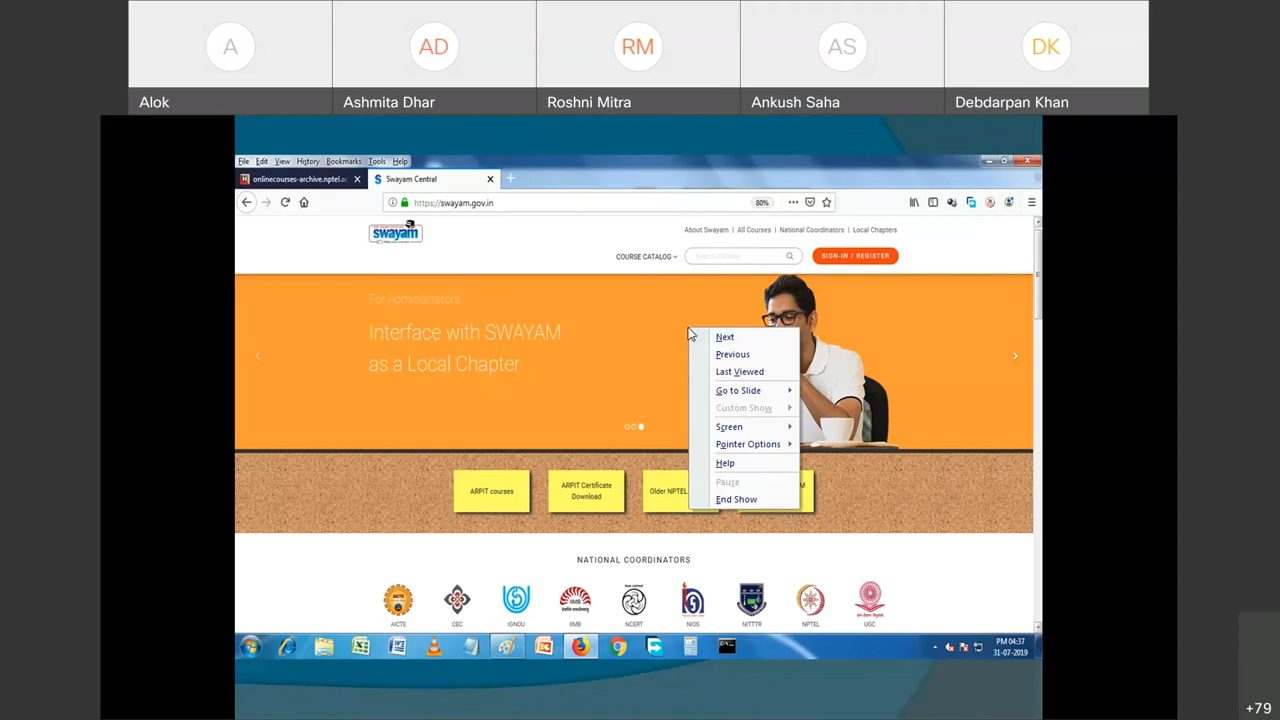 A
AD
RM
AS
DK
Alok
Ashmita Dhar
Roshni Mitra
Ankush Saha
Debdarpan Khan
File Edit View History Bookmarks Tools Help
onlinecourses-archive.nptel.ac
Swayam Central
https://swayam.gov.in
80%
swayam
About Swayam | All Courses | National Coordinators | Local Chapters
COURSE CATALOG
SIGN-IN / REGISTER
For Administrators
Interface with SWAYAM
as a Local Chapter
Next
Previous
Last Viewed
Go to Slide
Custom Show
Screen
Pointer Options
Help
Pause
End Show
ARPIT courses
ARPIT Certificate
Download
Older NPTEL
M
NATIONAL COORDINATORS
AICTE
CEC
IGNOU
IIMB
NCERT
NIOS
NITTTR
NPTEL
UGC
PM 04:37
31-07-2019
+79